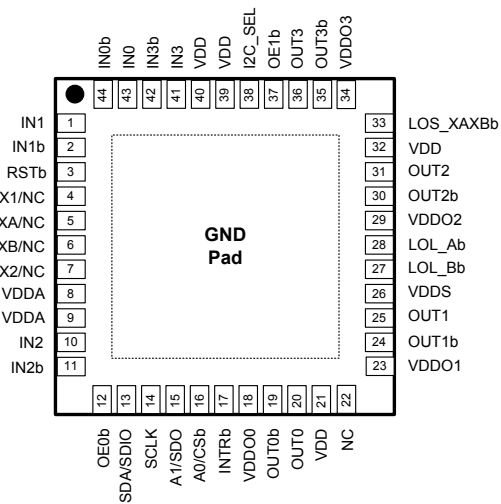 IN0b
IN0
IN3b
IN3
VDD
VDD
I2C_SEL
OE1b
OUT3
OUT3b
VDDO3
44
43
42
41
40
39
38
37
36
35
34
IN1 1
IN1b 2
RSTb 3
X1/NC 4
XA/NC 5
XB/NC 6
X2/NC 7
VDDA 8
VDDA 9
IN2 10
IN2b 11
GND
Pad
33 LOS_XAXBb
32 VDD
31 OUT2
30 OUT2b
29 VDDO2
28 LOL_Ab
27 LOL_Bb
26 VDDS
25 OUT1
24 OUT1b
23 VDDO1
12
13
14
15
16
17
18
19
20
21
22
OE0b
SDA/SDIO
SCLK
A1/SDO
A0/CSb
INTRb
VDDO0
OUT0b
OUT0
VDD
NC